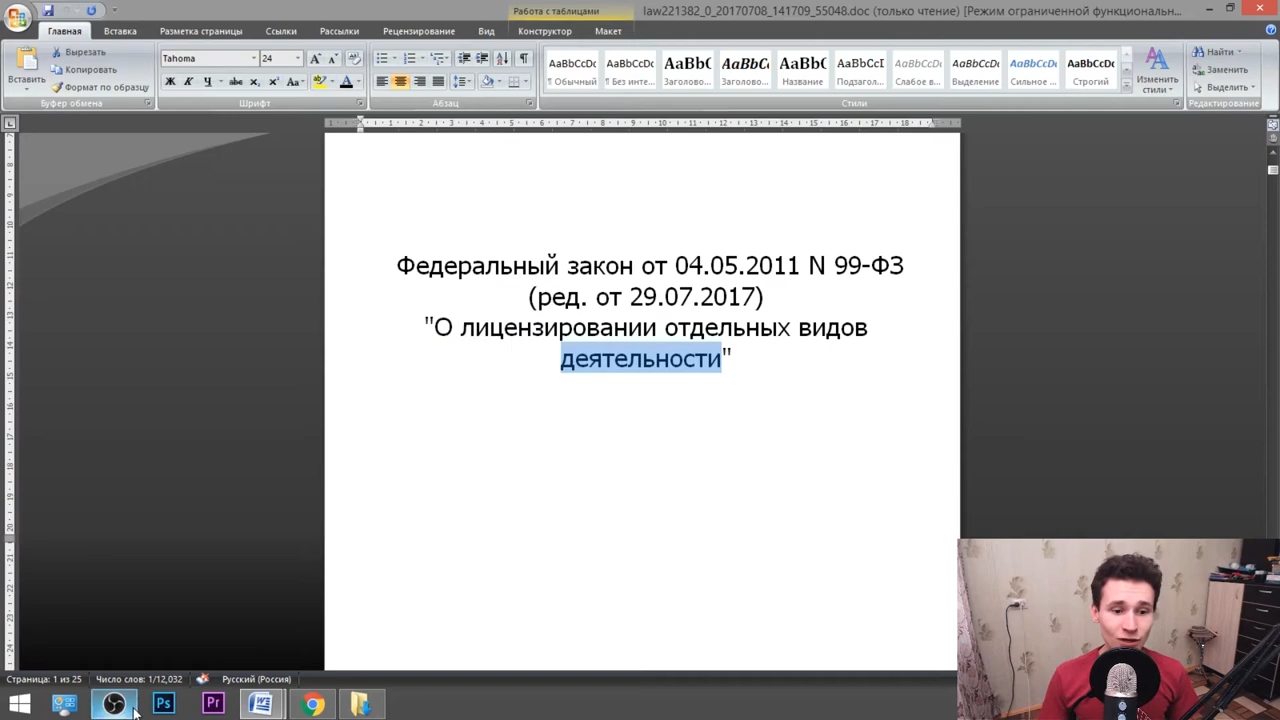 Работа с таблицами
law221382_0_20170708_141709_55048.doc (только чтение) [Режим ограниченной функциональн...
Главная Вставка Разметка страницы Ссылки Рассылки Рецензирование Вид Конструктор Макет
Вставить
Вырезать
Копировать
Формат по образцу
Буфер обмена
Tahoma 24
Шрифт
Абзац
AaBbCcDc AaBbCcDc AaBbC AaBbC AaBbC AaBbCcI AaBbCcDc AaBbCcDc AaBbCcDc AaBbCcDc
¶ Обычный ¶ Без инте... Заголово... Заголово... Название Подзагол... Слабое в... Выделение Сильное ... Строгий
Стили
Изменить
стили
Найти
Заменить
Выделить
Редактирование
Федеральный закон от 04.05.2011 N 99-ФЗ
(ред. от 29.07.2017)
"О лицензировании отдельных видов
деятельности"
Страница: 1 из 25 Число слов: 1/12,032 Русский (Россия)
Ps Pr